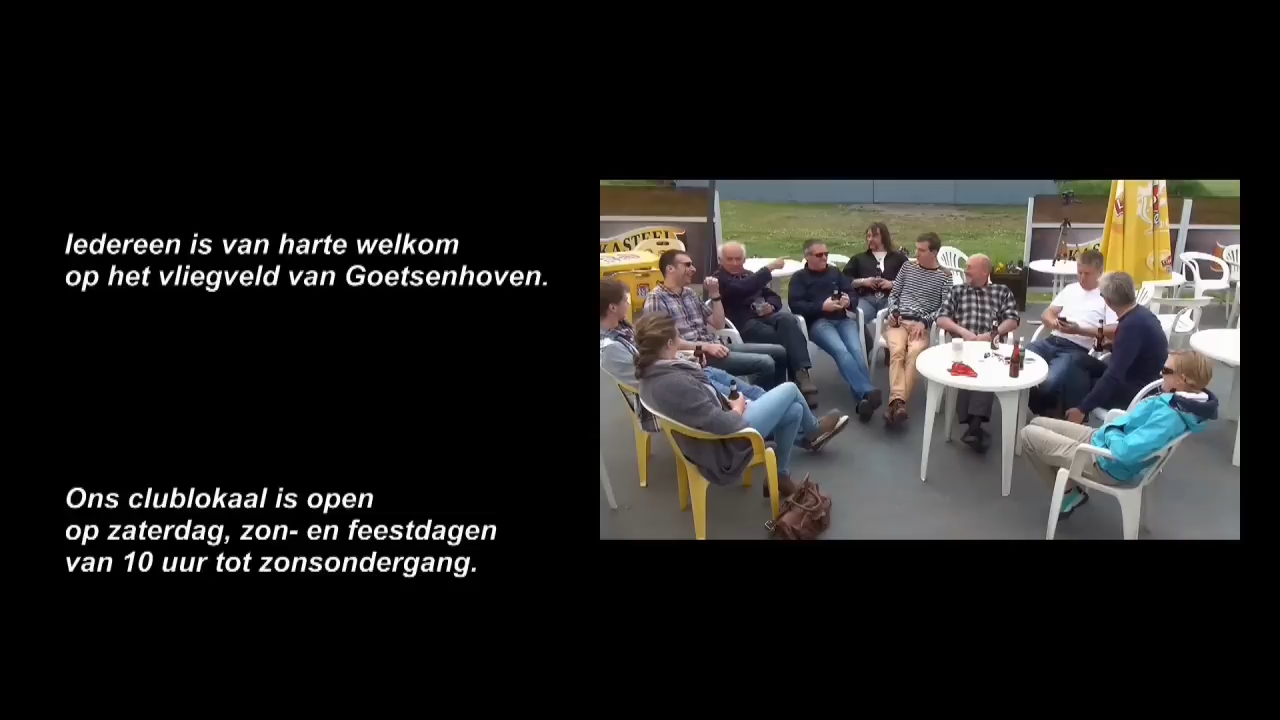 Iedereen is van harte welkom
op het vliegveld van Goetsenhoven.
KASTEEL
Ons clublokaal is open
op zaterdag, zon- en feestdagen
van 10 uur tot zonsondergang.